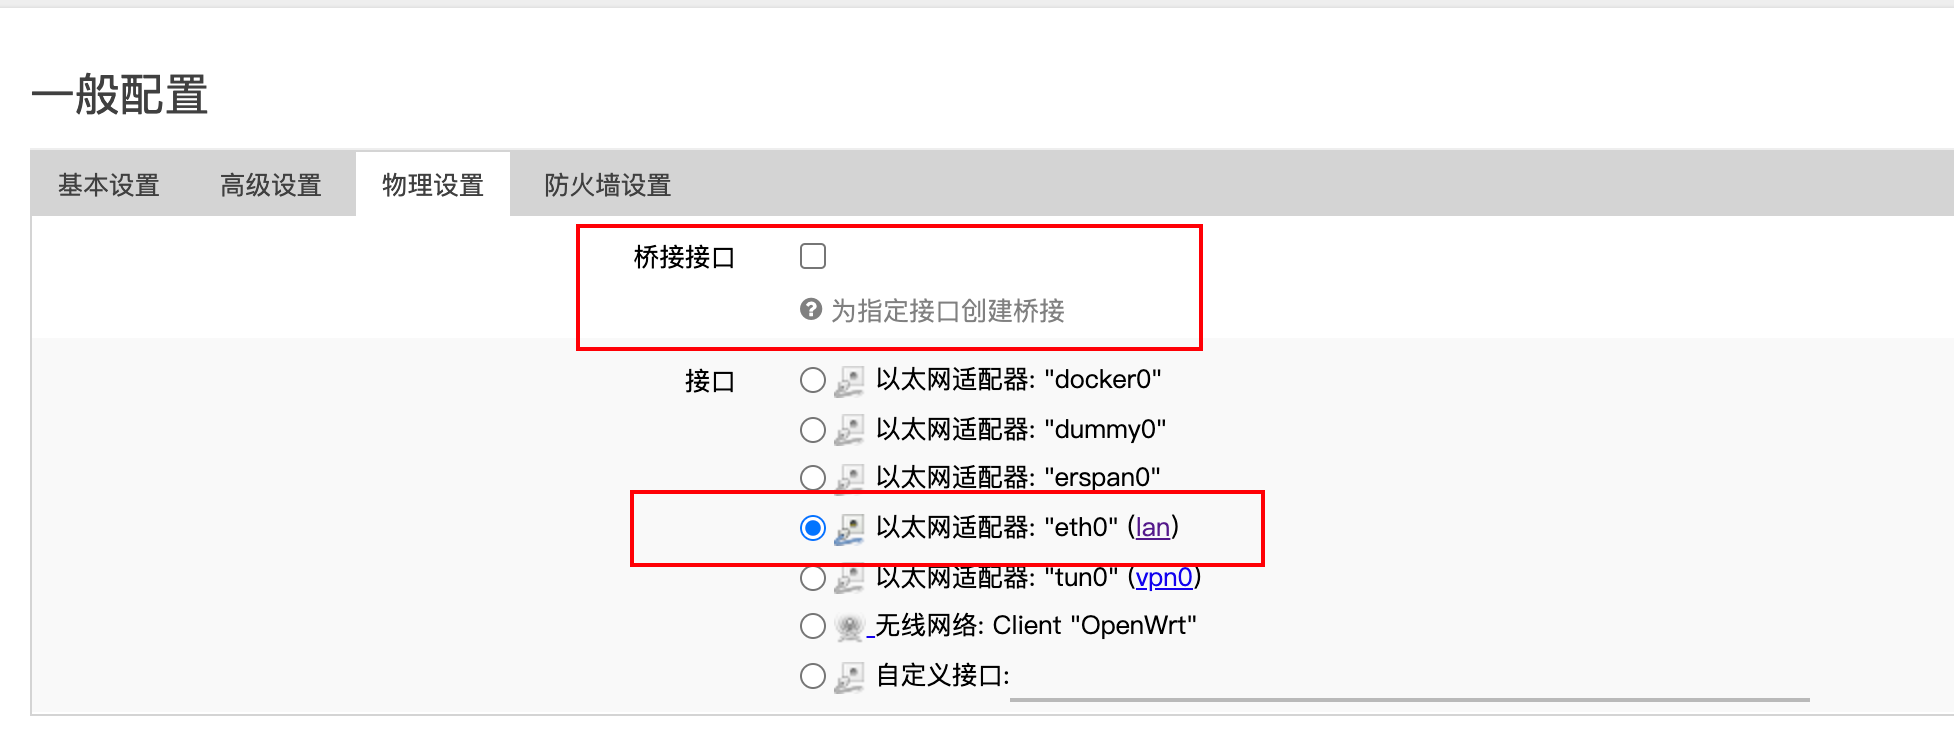 一般配置
基本设置 高级设置 物理设置 防火墙设置
桥接接口
为指定接口创建桥接
接口 以太网适配器: "docker0"
以太网适配器: "dummy0"
以太网适配器: "erspan0"
以太网适配器: "eth0" (lan)
以太网适配器: "tun0" (vpn0)
无线网络: Client "OpenWrt"
自定义接口: